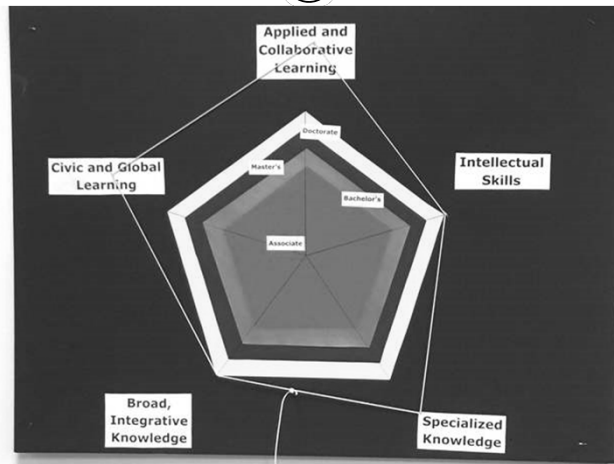 Applied and
Collaborative
Learning
Doctorate
Master's
Civic and Global
Learning
Intellectual
Skills
Bachelor's
Associate
Broad,
Integrative
Knowledge
Specialized
Knowledge